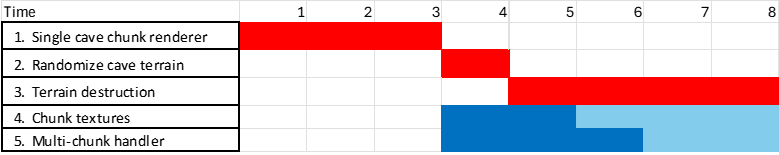 Time 1 2 3 4 5 6 7 8
1. Single cave chunk renderer
2. Randomize cave terrain
3. Terrain destruction
4. Chunk textures
5. Multi-chunk handler